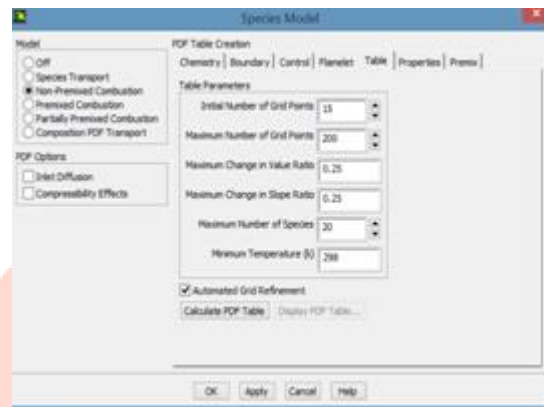 Species Model
Model
Off
Species Transport
Non-Premixed Combustion
Premixed Combustion
Partially Premixed Combustion
Composition PDF Transport
PDF Options
Inlet Diffusion
Compressibility Effects
PDF Table Creation
Chemistry Boundary Control Flamelet Table Properties Premix
Table Parameters
Initial Number of Grid Points 15
Maximum Number of Grid Points 200
Maximum Change in Value Ratio 0.25
Maximum Change in Slope Ratio 0.25
Maximum Number of Species 20
Minimum Temperature (k) 298
Automated Grid Refinement
Calculate PDF Table Display PDF Table...
OK Apply Cancel Help